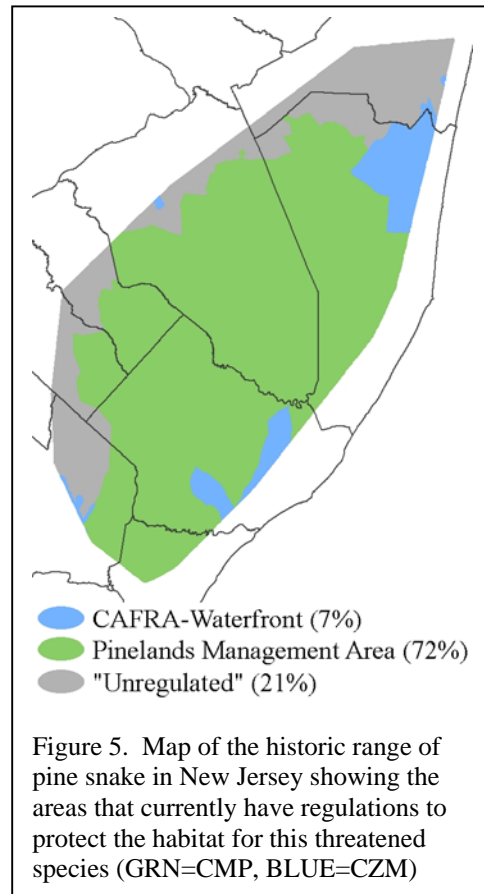 CAFRA-Waterfront (7%)
Pinelands Management Area (72%)
"Unregulated" (21%)
Figure 5.  Map of the historic range of
pine snake in New Jersey showing the
areas that currently have regulations to
protect the habitat for this threatened
species (GRN=CMP, BLUE=CZM)